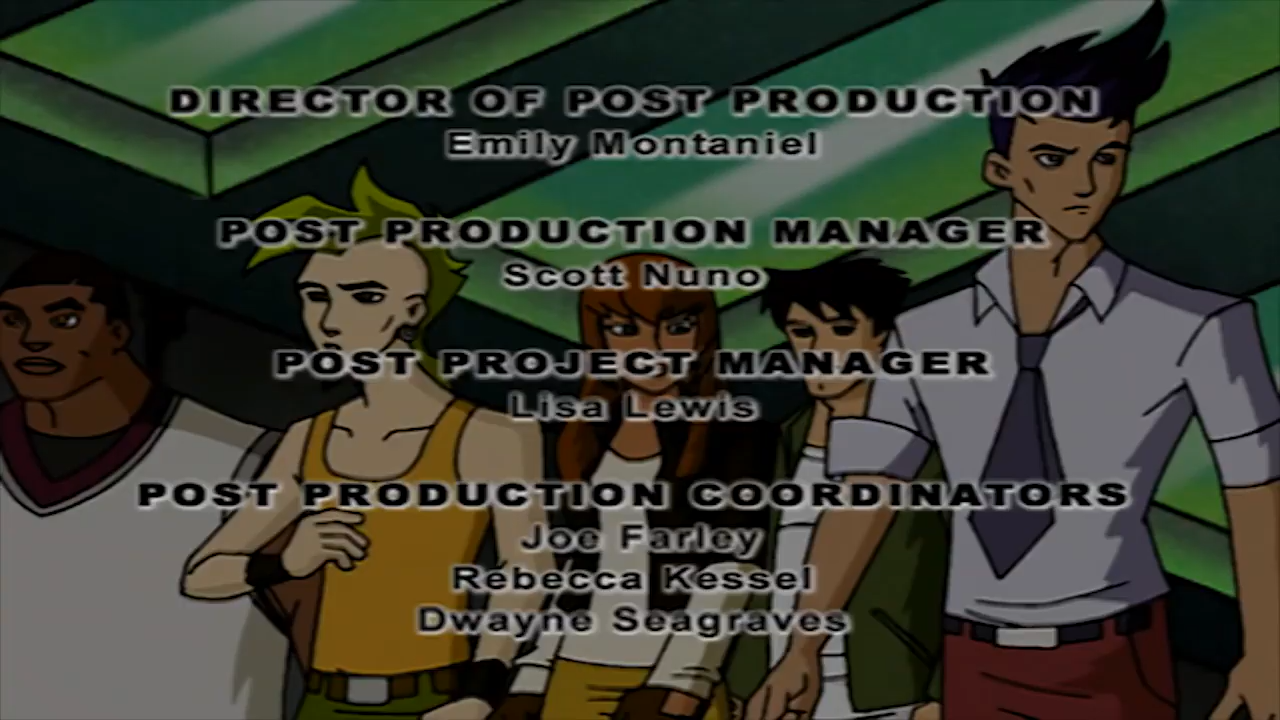 DIRECTOR OF POST PRODUCTION
Emily Montaniel
POST PRODUCTION MANAGER
Scott Nuno
POST PROJECT MANAGER
Lisa Lewis
POST PRODUCTION COORDINATORS
Joe Farley
Rebecca Kessel
Dwayne Seagraves